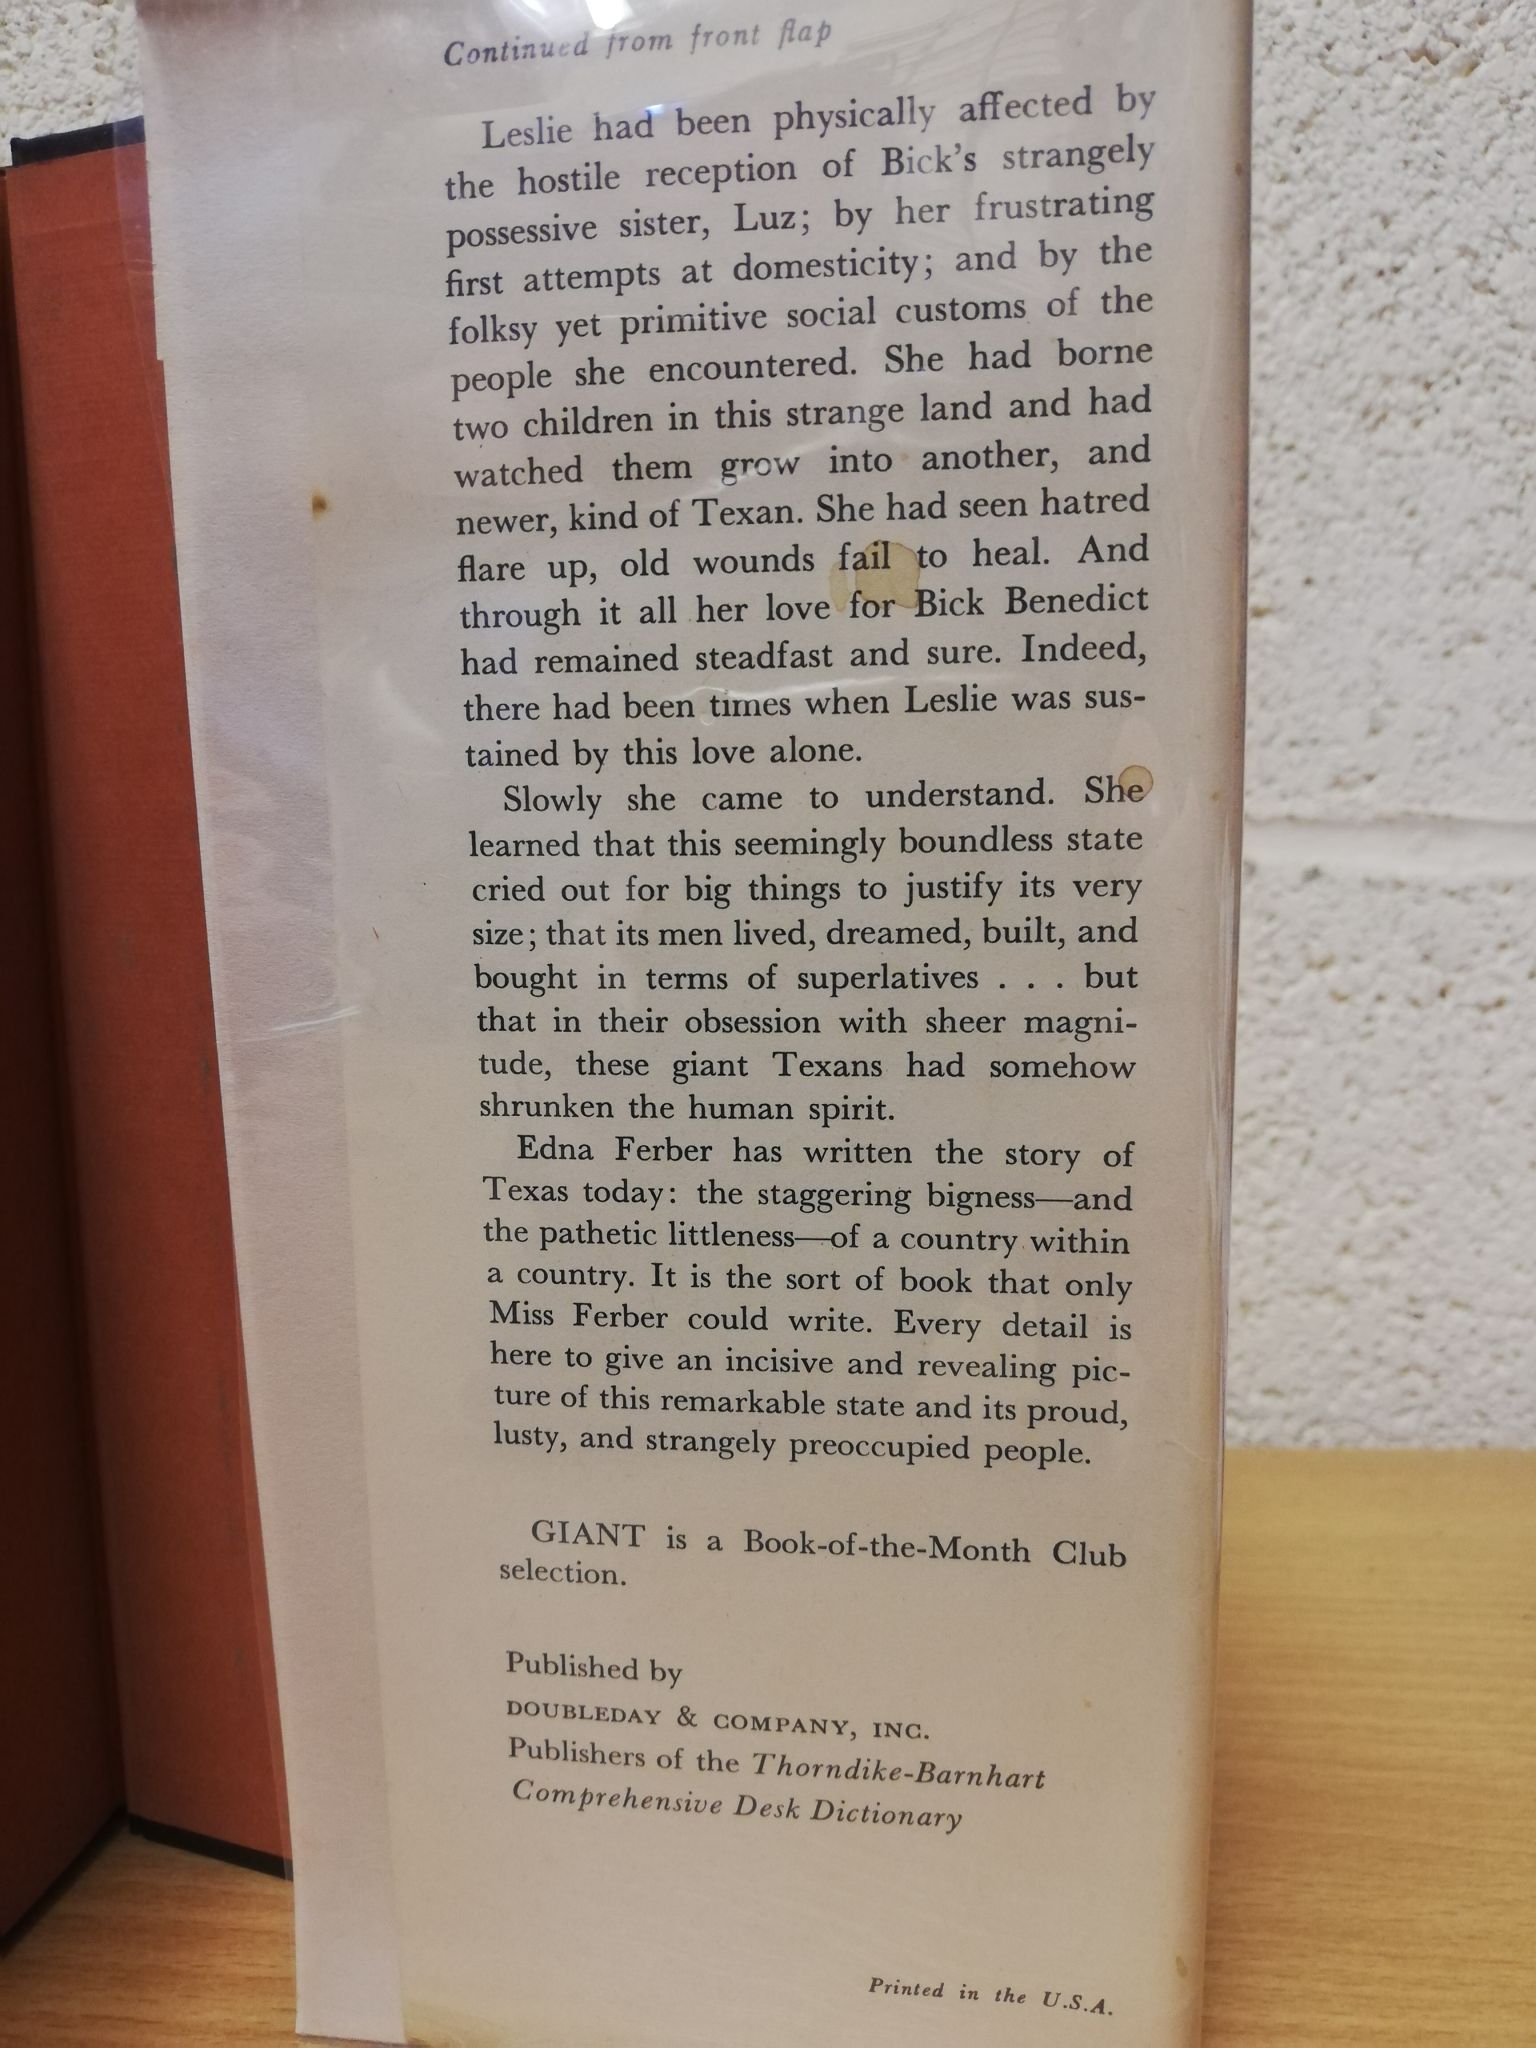 Continued from front flap
Leslie had been physically affected by
the hostile reception of Bick's strangely
possessive sister, Luz; by her frustrating
first attempts at domesticity; and by the
folksy yet primitive social customs of the
people she encountered. She had borne
two children in this strange land and had
watched them grow into another, and
newer, kind of Texan. She had seen hatred
flare up, old wounds fail to heal. And
through it all her love for Bick Benedict
had remained steadfast and sure. Indeed,
there had been times when Leslie was sus-
tained by this love alone.
Slowly she came to understand. She
learned that this seemingly boundless state
cried out for big things to justify its very
size; that its men lived, dreamed, built, and
bought in terms of superlatives . . . but
that in their obsession with sheer magni-
tude, these giant Texans had somehow
shrunken the human spirit.
Edna Ferber has written the story of
Texas today: the staggering bigness—and
the pathetic littleness—of a country within
a country. It is the sort of book that only
Miss Ferber could write. Every detail is
here to give an incisive and revealing pic-
ture of this remarkable state and its proud,
lusty, and strangely preoccupied people.
GIANT is a Book-of-the-Month Club
selection.
Published by
DOUBLEDAY & COMPANY, INC.
Publishers of the Thorndike-Barnhart
Comprehensive Desk Dictionary
Printed in the U.S.A.